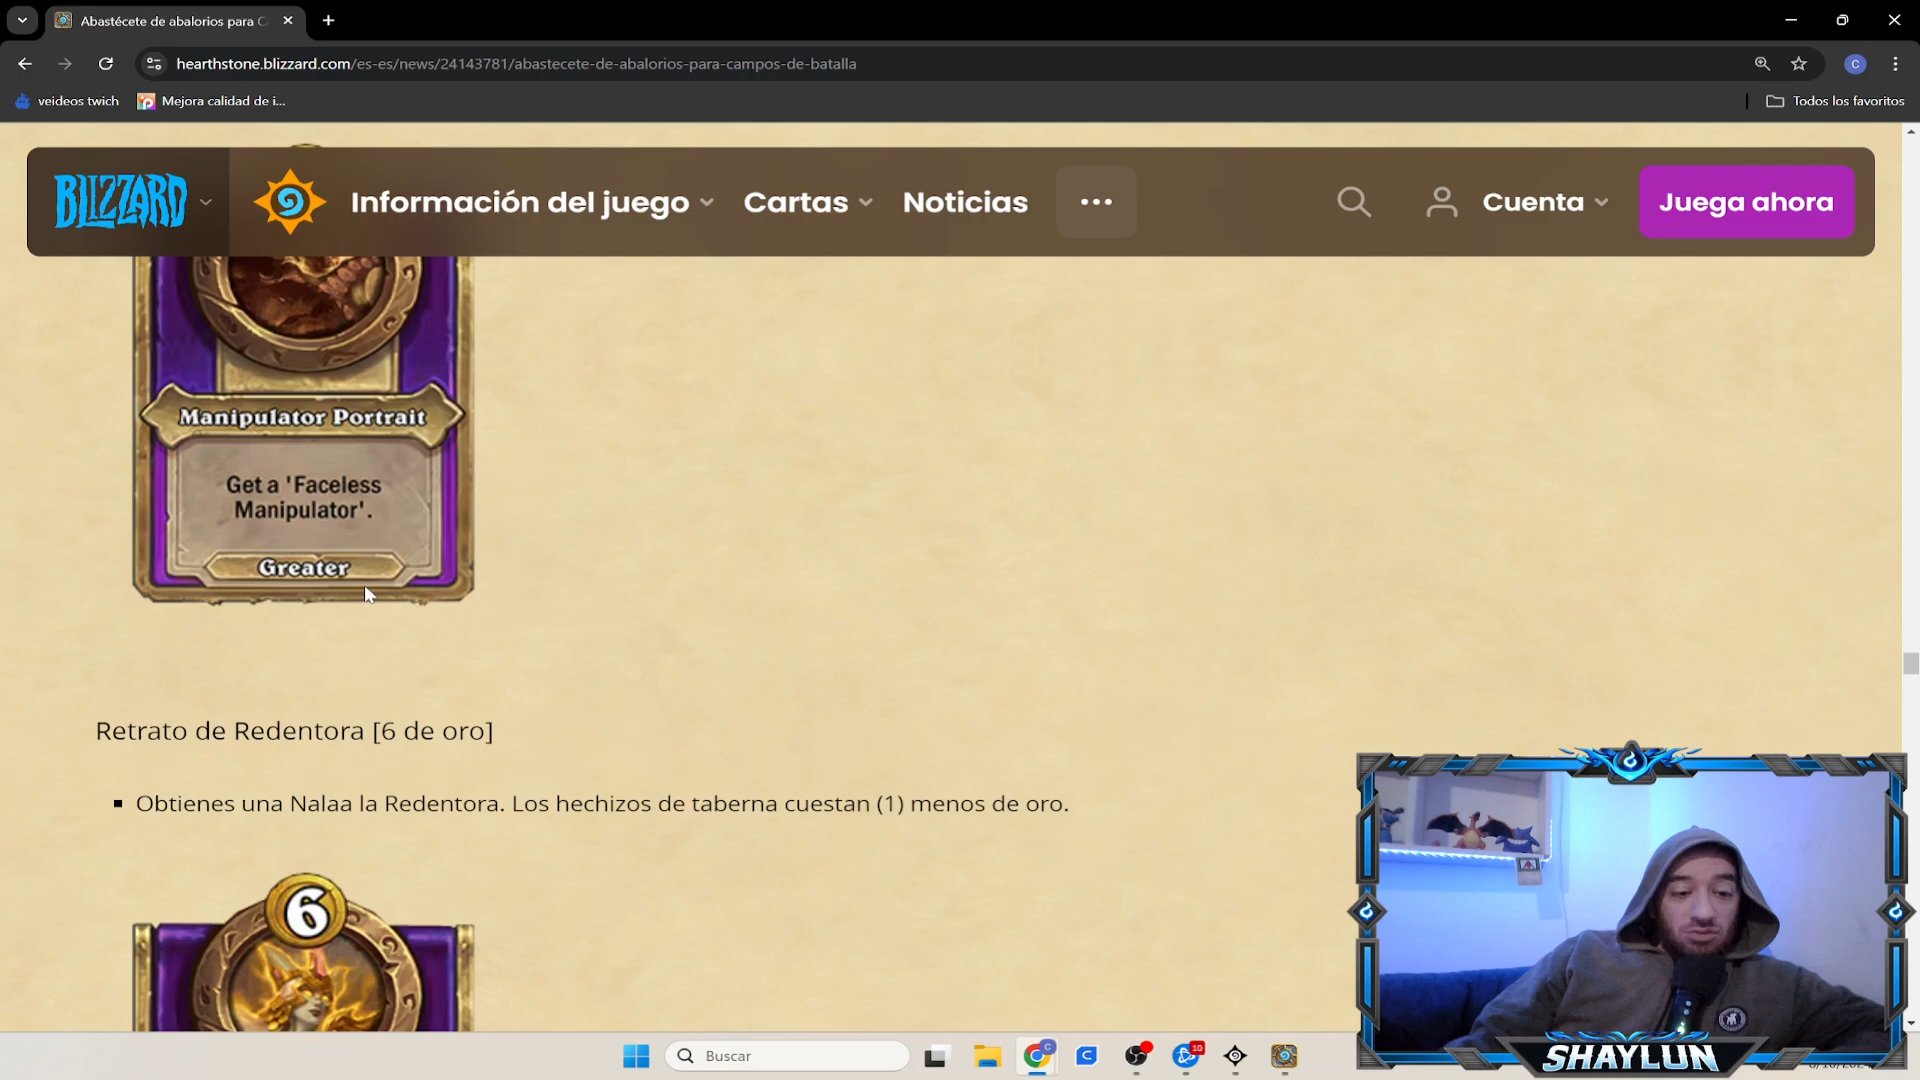 Abastécete de abalorios para C
hearthstone.blizzard.com/es-es/news/24143781/abastecete-de-abalorios-para-campos-de-batalla
C
veideos twich
Mejora calidad de i...
Todos los favoritos
BLIZZARD
Información del juego
Cartas
Noticias
Cuenta
Juega ahora
Manipulator Portrait
Get a 'Faceless
Manipulator'.
Greater
Retrato de Redentora [6 de oro]
Obtienes una Nalaa la Redentora. Los hechizos de taberna cuestan (1) menos de oro.
6
Buscar
C
10
SHAYLUN